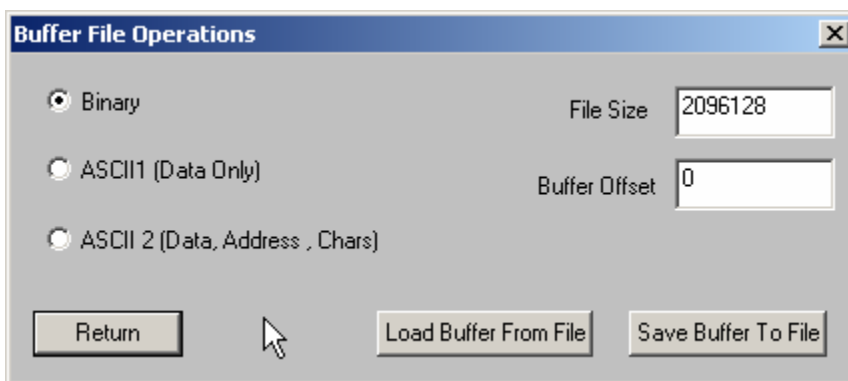 Buffer File Operations
Binary
File Size 2096128
ASCII1 (Data Only)
Buffer Offset 0
ASCII 2 (Data, Address , Chars)
Return Load Buffer From File Save Buffer To File